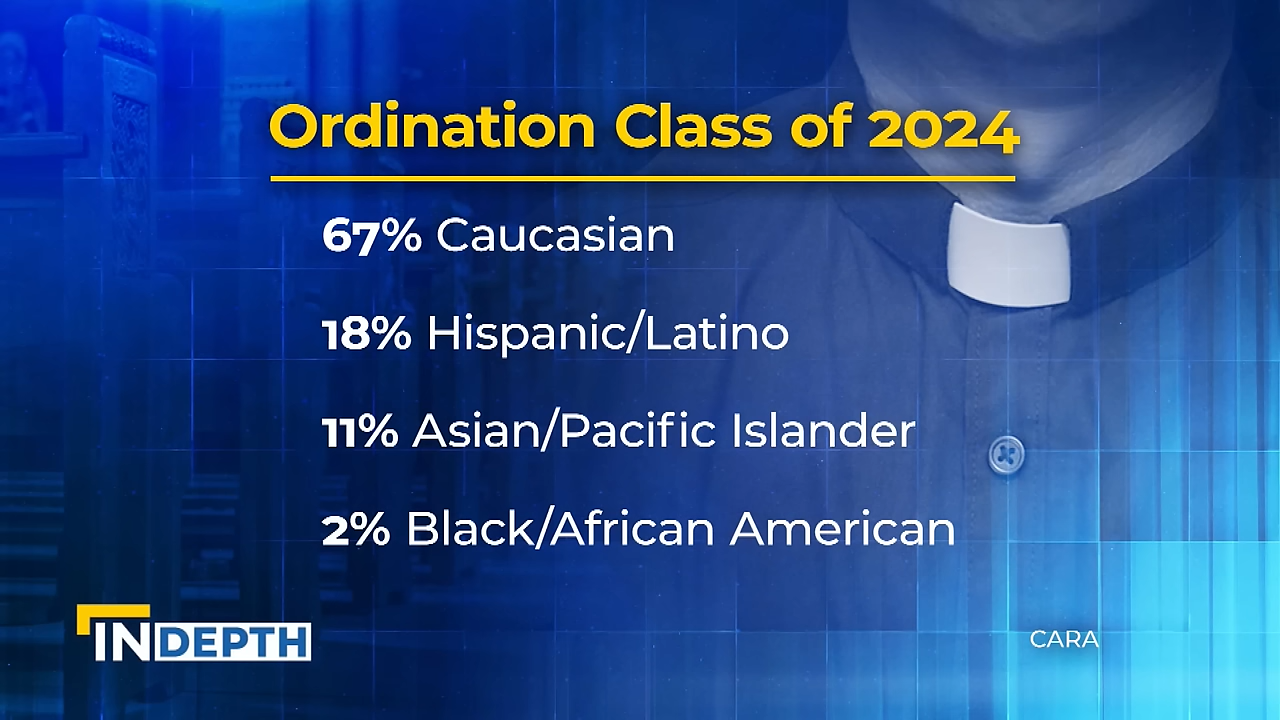 Ordination Class of 2024
67% Caucasian
18% Hispanic/Latino
11% Asian/Pacific Islander
2% Black/African American
INDEPTH
CARA